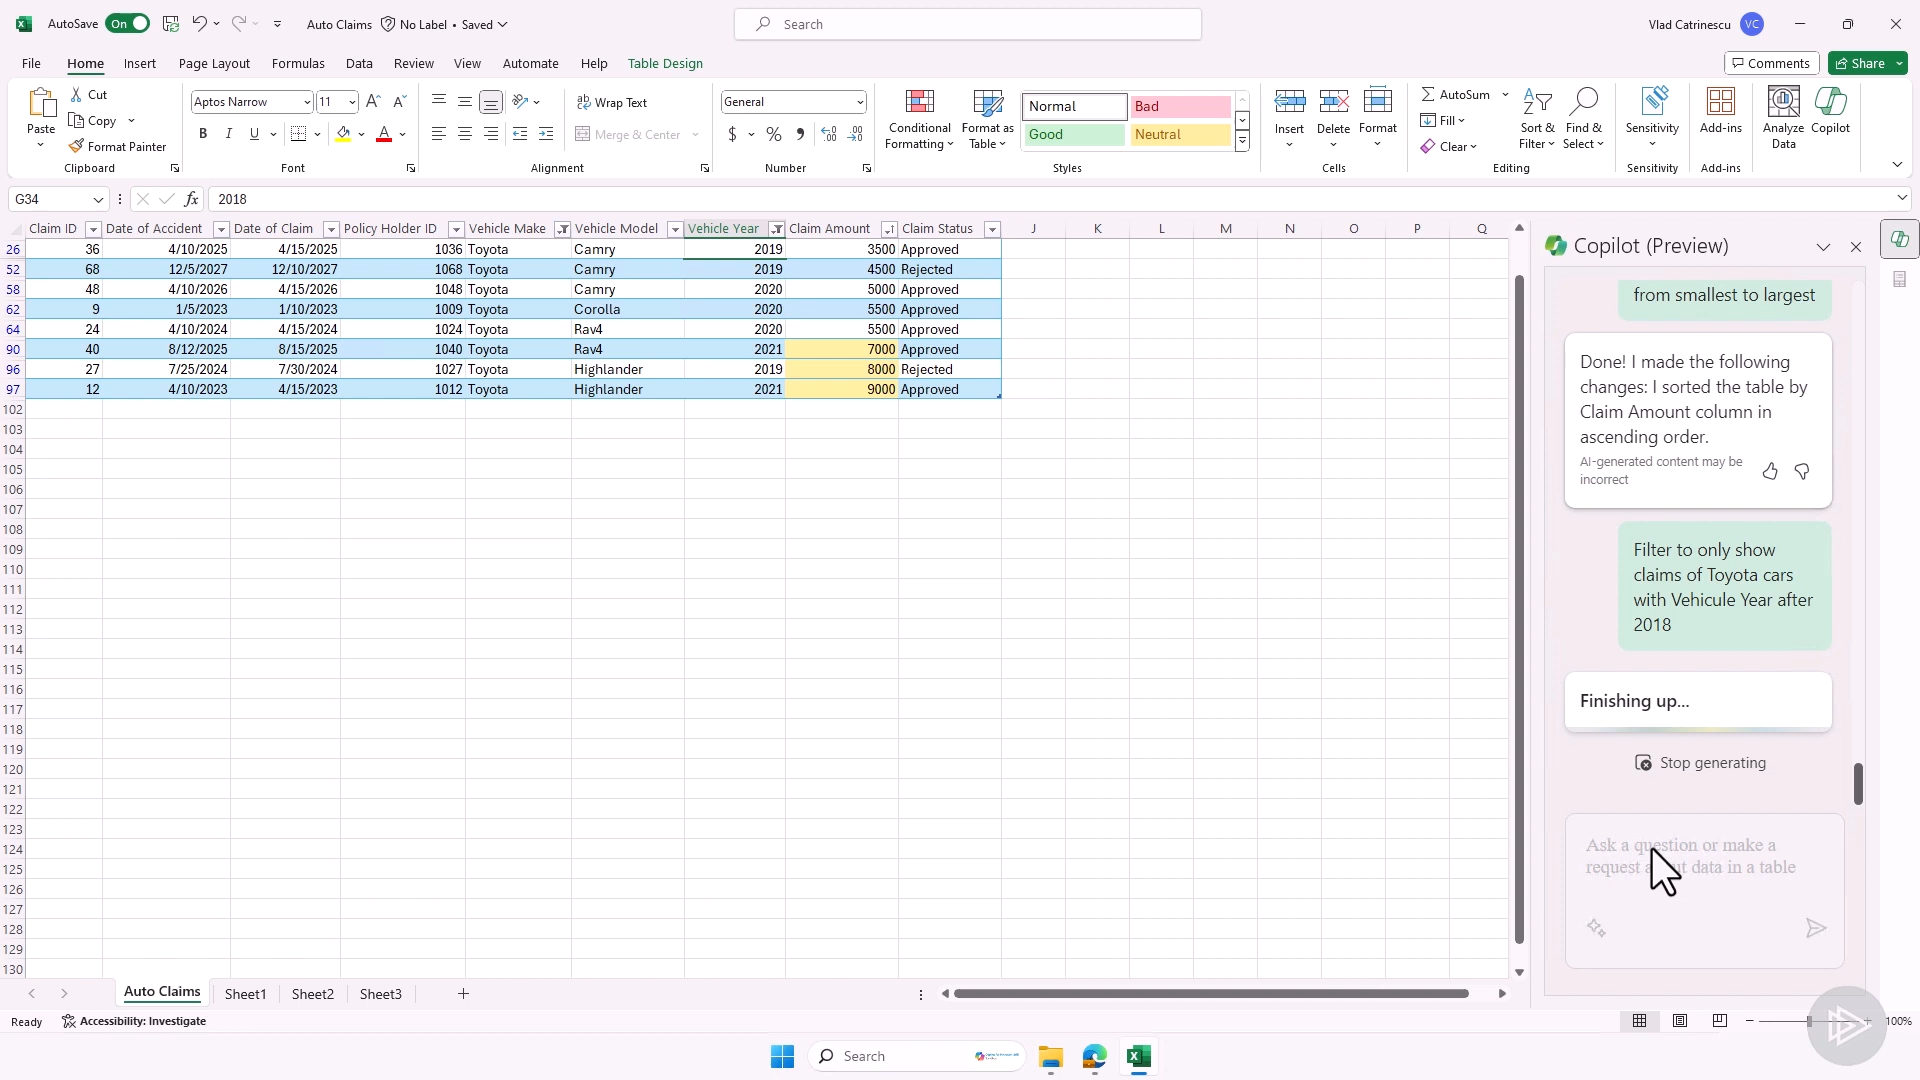 AutoSave On Auto Claims No Label • Saved Search Vlad Catrinescu VC
File Home Insert Page Layout Formulas Data Review View Automate Help Table Design Comments Share
Paste Cut Copy Format Painter Clipboard
Aptos Narrow 11 B I U Font
Wrap Text Merge & Center Alignment
General $ % , Number
Conditional Formatting Format as Table Normal Bad Good Neutral Styles
Insert Delete Format Cells
AutoSum Fill Clear Sort & Filter Find & Select Editing
Sensitivity Sensitivity
Add-ins Add-ins
Analyze Data Copilot
G34 fx 2018
Claim ID Date of Accident Date of Claim Policy Holder ID Vehicle Make Vehicle Model Vehicle Year Claim Amount Claim Status J K L M N O P Q
26 36 4/10/2025 4/15/2025 1036 Toyota Camry 2019 3500 Approved
52 68 12/5/2027 12/10/2027 1068 Toyota Camry 2019 4500 Rejected
58 48 4/10/2026 4/15/2026 1048 Toyota Camry 2020 5000 Approved
62 9 1/5/2023 1/10/2023 1009 Toyota Corolla 2020 5500 Approved
64 24 4/10/2024 4/15/2024 1024 Toyota Rav4 2020 5500 Approved
90 40 8/12/2025 8/15/2025 1040 Toyota Rav4 2021 7000 Approved
96 27 7/25/2024 7/30/2024 1027 Toyota Highlander 2019 8000 Rejected
97 12 4/10/2023 4/15/2023 1012 Toyota Highlander 2021 9000 Approved
102
103
104
105
106
107
108
109
110
111
112
113
114
115
116
117
118
119
120
121
122
123
124
125
126
127
128
129
130
Copilot (Preview)
from smallest to largest
Done! I made the following
changes: I sorted the table by
Claim Amount column in
ascending order.
AI-generated content may be
incorrect
Filter to only show
claims of Toyota cars
with Vehicule Year after
2018
Finishing up...
Stop generating
Ask a question or make a
request data in a table
Auto Claims Sheet1 Sheet2 Sheet3
Ready Accessibility: Investigate 100%
Search